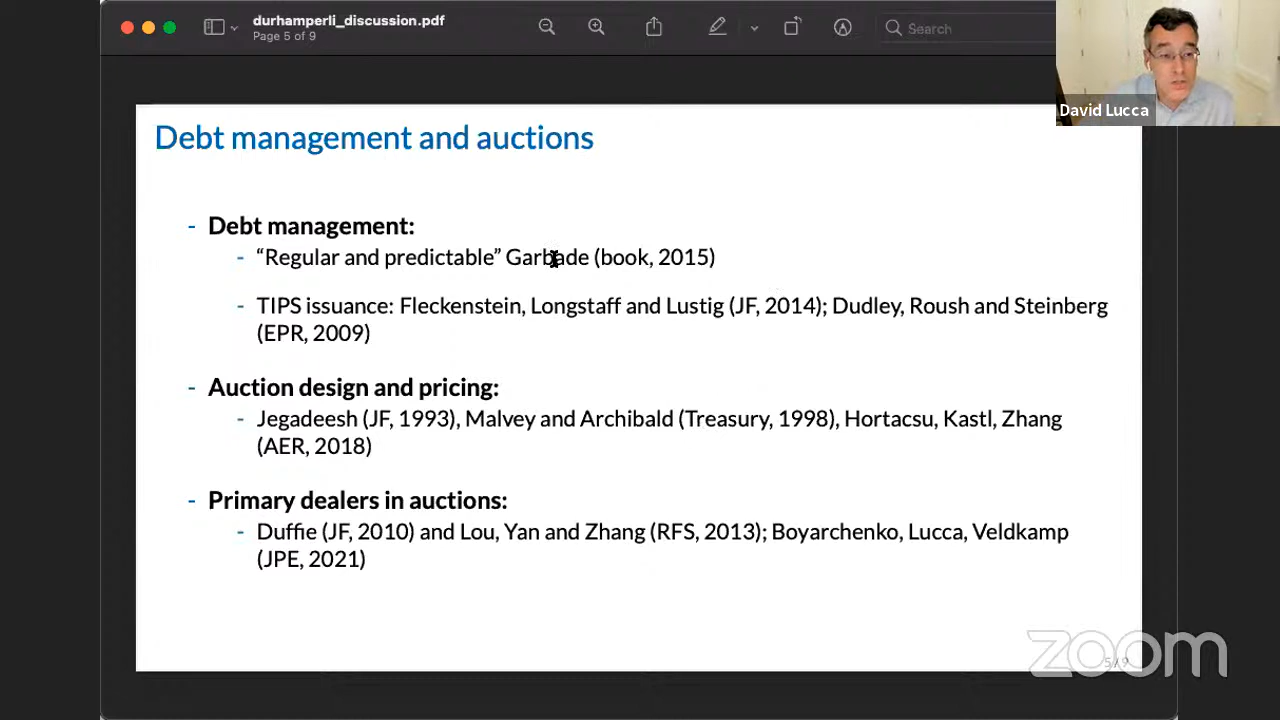 durhamperli_discussion.pdf
Page 5 of 9
Search
David Lucca
Debt management and auctions
- Debt management:
- “Regular and predictable” Garbade (book, 2015)
- TIPS issuance: Fleckenstein, Longstaff and Lustig (JF, 2014); Dudley, Roush and Steinberg
(EPR, 2009)
- Auction design and pricing:
- Jegadeesh (JF, 1993), Malvey and Archibald (Treasury, 1998), Hortacsu, Kastl, Zhang
(AER, 2018)
- Primary dealers in auctions:
- Duffie (JF, 2010) and Lou, Yan and Zhang (RFS, 2013); Boyarchenko, Lucca, Veldkamp
(JPE, 2021)
zoom
5 / 9